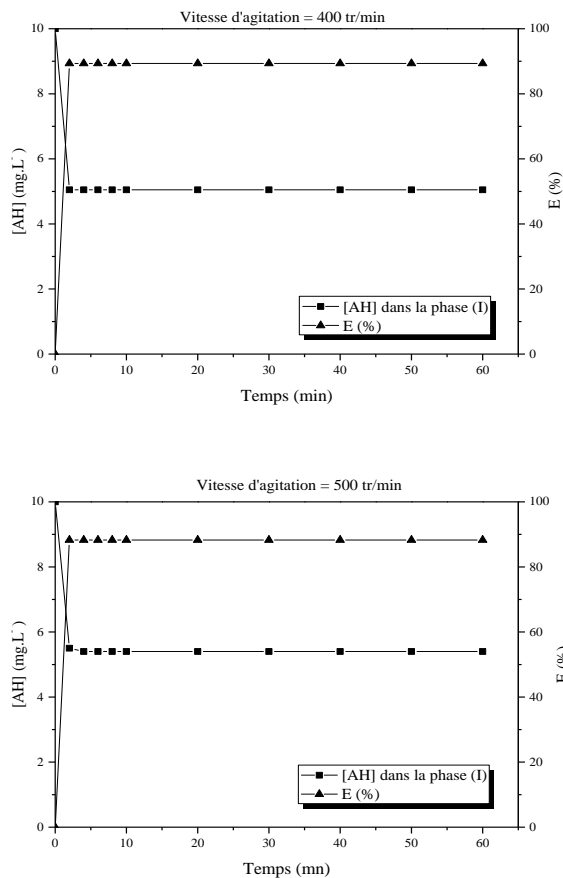 Vitesse d'agitation = 400 tr/min
10
8
6
4
2
0
[AH] (mg.L⁻)
100
80
60
40
20
0
E (%)
[AH] dans la phase (I)
E (%)
0 10 20 30 40 50 60
Temps (min)
Vitesse d'agitation = 500 tr/min
10
8
6
4
2
0
[AH] (mg.L⁻)
100
80
60
40
20
0
E (%)
[AH] dans la phase (I)
E (%)
0 10 20 30 40 50 60
Temps (mn)